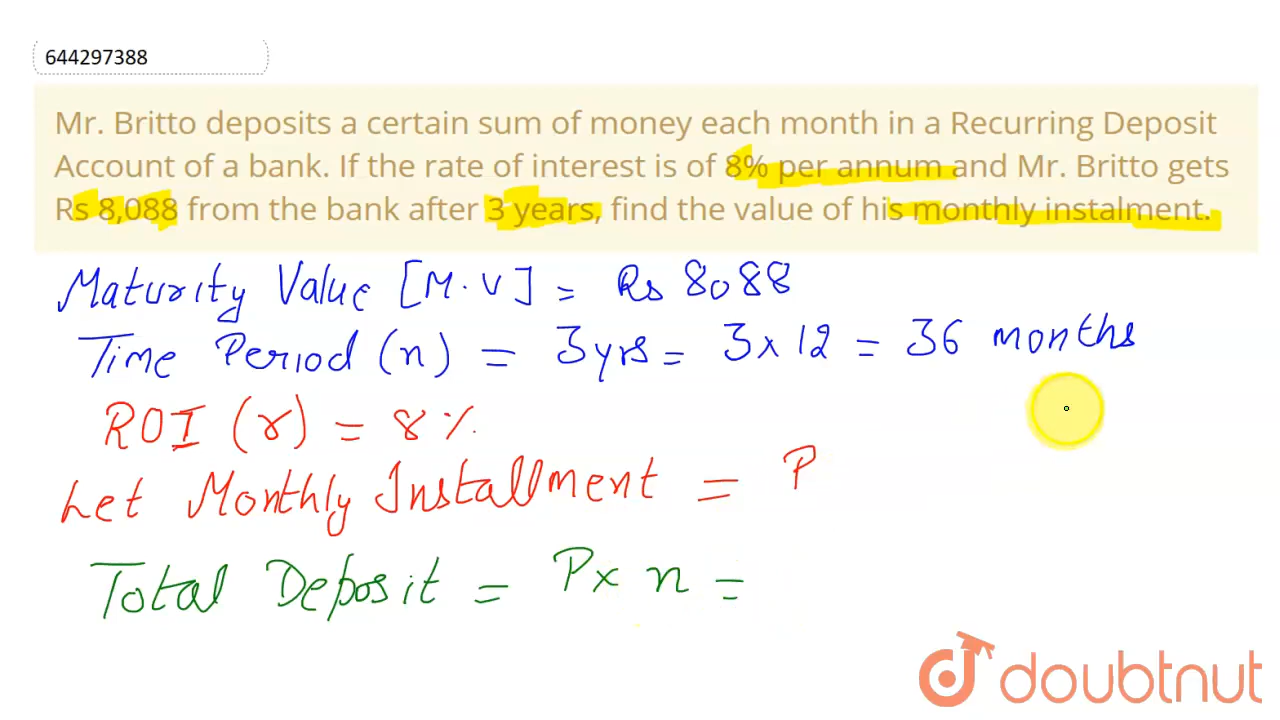 644297388
Mr. Britto deposits a certain sum of money each month in a Recurring Deposit
Account of a bank. If the rate of interest is of 8% per annum and Mr. Britto gets
Rs 8,088 from the bank after 3 years, find the value of his monthly instalment.
Maturity Value [M.V] = Rs 8088
Time Period (n) = 3yrs = 3 x 12 = 36 months
ROI (r) = 8%
Let Monthly Installment = P
Total Deposit = P x n =
doubtnut